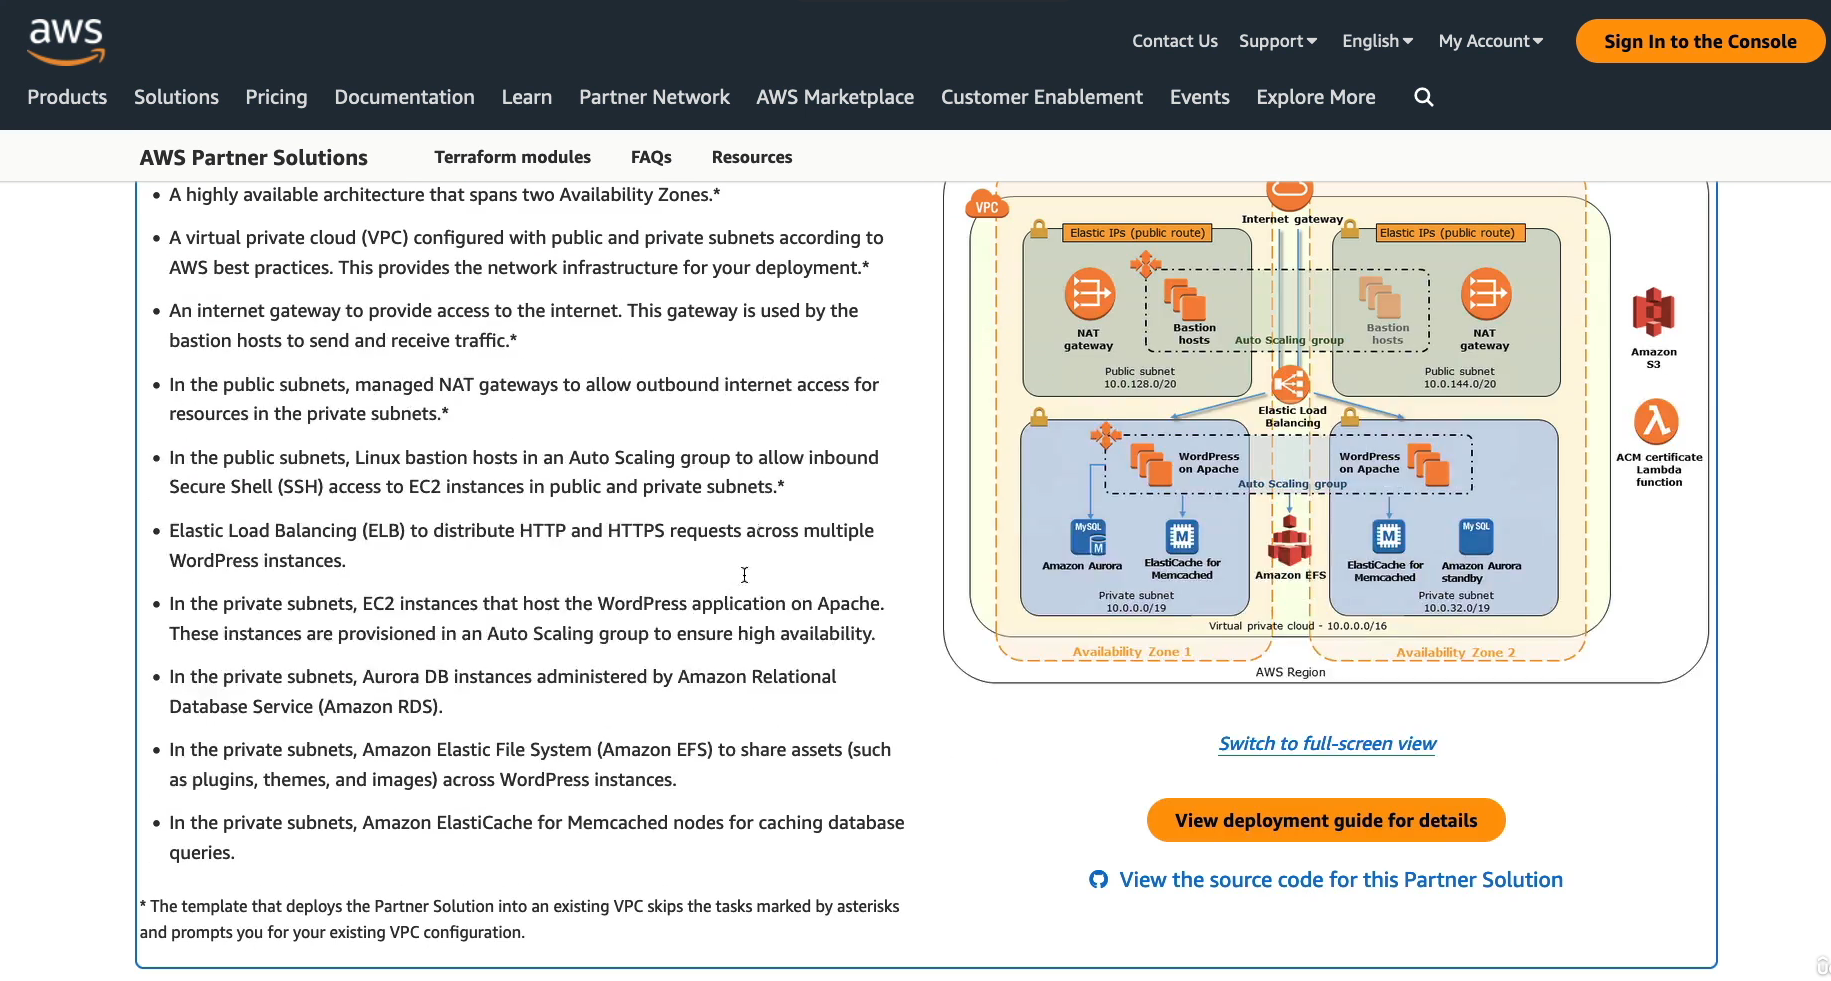 aws
Contact Us Support English My Account Sign In to the Console
Products Solutions Pricing Documentation Learn Partner Network AWS Marketplace Customer Enablement Events Explore More
AWS Partner Solutions Terraform modules FAQs Resources
• A highly available architecture that spans two Availability Zones.*
• A virtual private cloud (VPC) configured with public and private subnets according to
AWS best practices. This provides the network infrastructure for your deployment.*
• An internet gateway to provide access to the internet. This gateway is used by the
bastion hosts to send and receive traffic.*
• In the public subnets, managed NAT gateways to allow outbound internet access for
resources in the private subnets.*
• In the public subnets, Linux bastion hosts in an Auto Scaling group to allow inbound
Secure Shell (SSH) access to EC2 instances in public and private subnets.*
• Elastic Load Balancing (ELB) to distribute HTTP and HTTPS requests across multiple
WordPress instances.
• In the private subnets, EC2 instances that host the WordPress application on Apache.
These instances are provisioned in an Auto Scaling group to ensure high availability.
• In the private subnets, Aurora DB instances administered by Amazon Relational
Database Service (Amazon RDS).
• In the private subnets, Amazon Elastic File System (Amazon EFS) to share assets (such
as plugins, themes, and images) across WordPress instances.
• In the private subnets, Amazon ElastiCache for Memcached nodes for caching database
queries.
* The template that deploys the Partner Solution into an existing VPC skips the tasks marked by asterisks
and prompts you for your existing VPC configuration.
VPC
Internet gateway
Elastic IPs (public route)
Elastic IPs (public route)
NAT
gateway
Bastion
hosts
Auto Scaling group
Bastion
hosts
NAT
gateway
Public subnet
10.0.128.0/20
Public subnet
10.0.144.0/20
Elastic Load
Balancing
WordPress
on Apache
WordPress
on Apache
Auto Scaling group
MySQL
M
Amazon Aurora
M
ElastiCache for
Memcached
Amazon EFS
M
ElastiCache for
Memcached
My SQL
Amazon Aurora
standby
Private subnet
10.0.0.0/19
Private subnet
10.0.32.0/19
Virtual private cloud - 10.0.0.0/16
Availability Zone 1
Availability Zone 2
AWS Region
Amazon
S3
λ
ACM certificate
Lambda
function
Switch to full-screen view
View deployment guide for details
View the source code for this Partner Solution